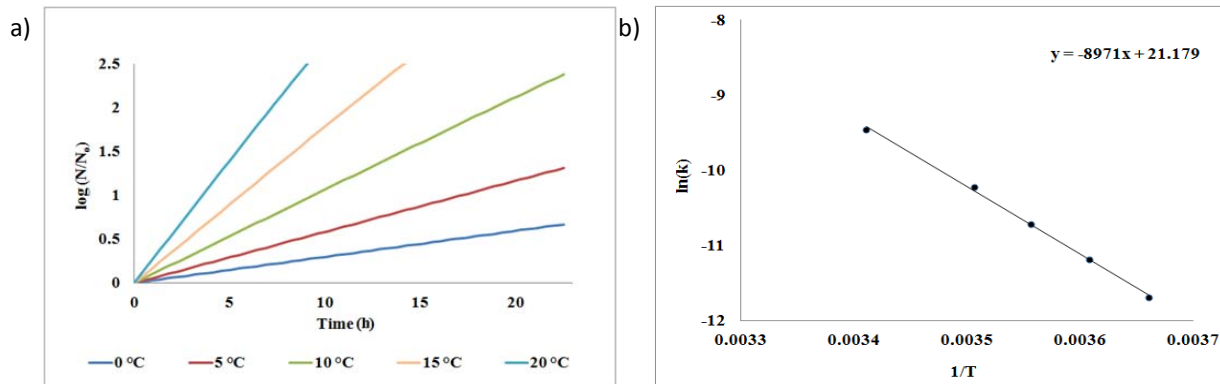 a)
log (N/Nₒ)
2.5
2
1.5
1
0.5
0
0 5 10 15 20
Time (h)
0 °C 5 °C 10 °C 15 °C 20 °C
b)
y = -8971x + 21.179
ln(k)
-8
-9
-10
-11
-12
0.0033 0.0034 0.0035 0.0036 0.0037
1/T